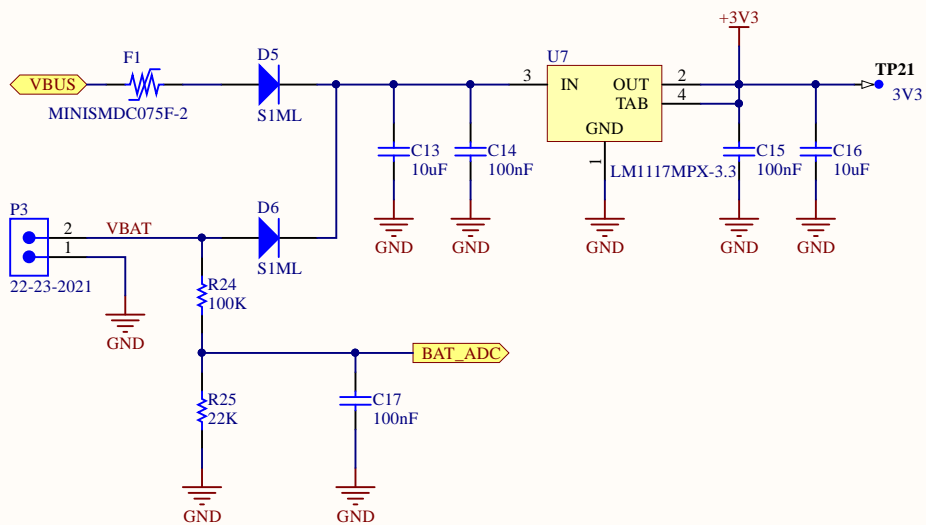 +3V3
F1
D5
U7
VBUS
3
IN
OUT
2
TP21
TAB
4
3V3
MINISMDC075F-2
S1ML
GND
C13
10uF
C14
100nF
1
LM1117MPX-3.3
C15
100nF
C16
10uF
GND
GND
GND
GND
GND
P3
2
VBAT
D6
1
S1ML
22-23-2021
R24
100K
GND
BAT_ADC
R25
22K
C17
100nF
GND
GND